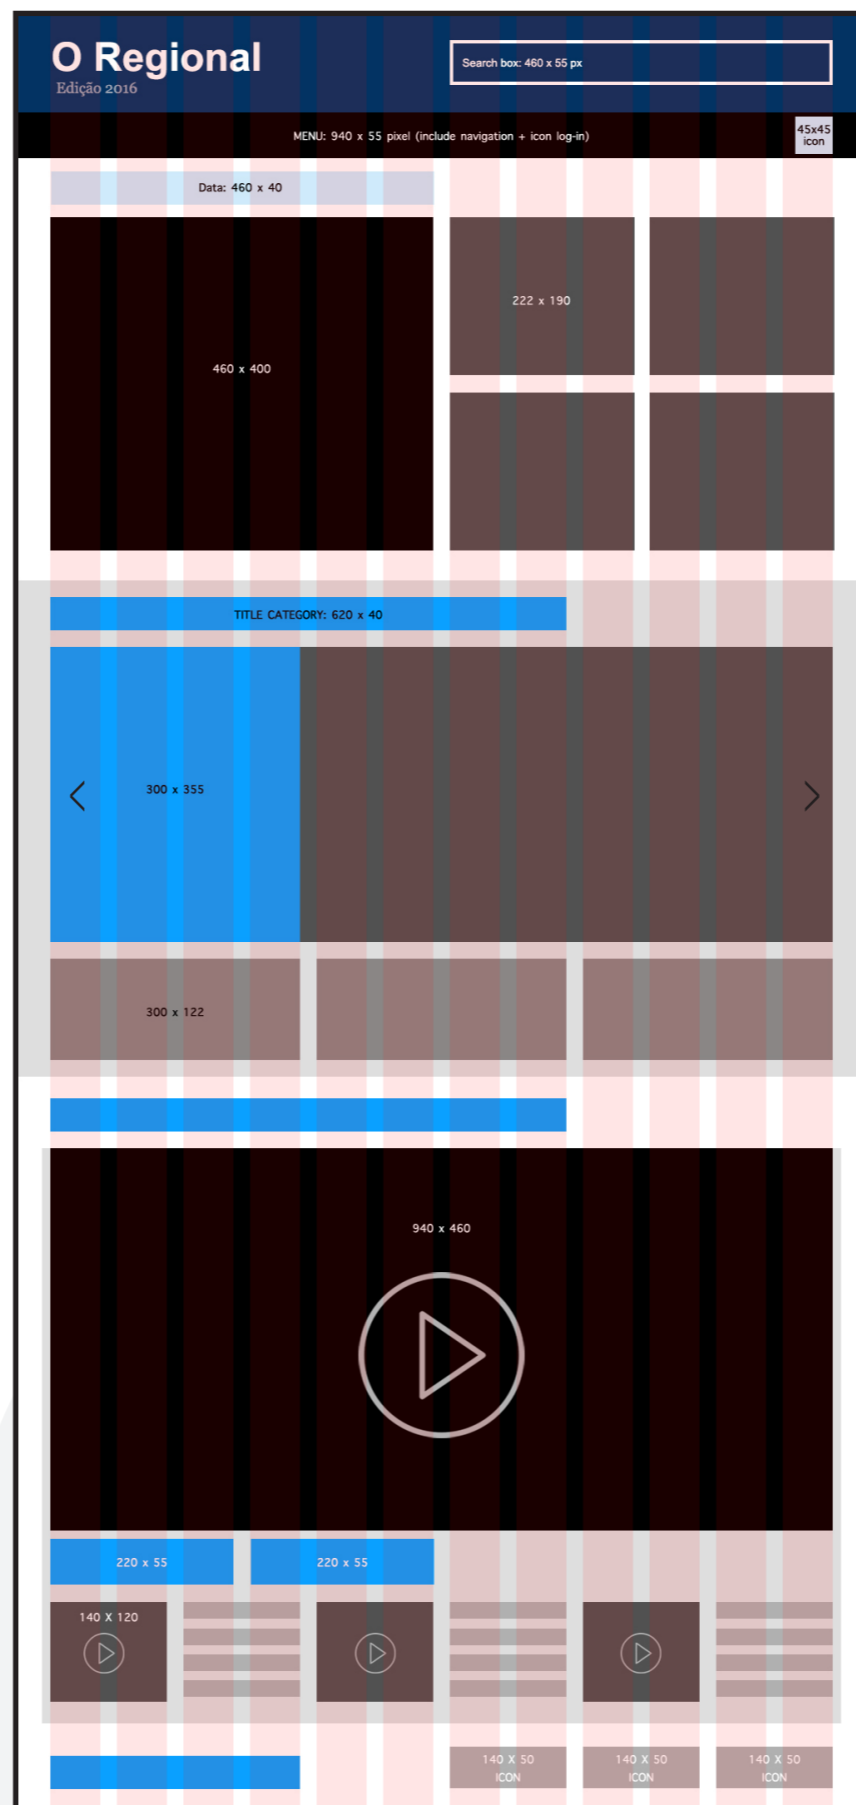 O Regional
Edição 2016
Search box: 460 x 55 px
MENU: 940 x 55 pixel (include navigation + icon log-in)
45x45
icon
Data: 460 x 40
222 x 190
460 x 400
TITLE CATEGORY: 620 x 40
300 x 355
300 x 122
940 x 460
220 x 55
220 x 55
140 X 120
140 X 50
ICON
140 X 50
ICON
140 X 50
ICON